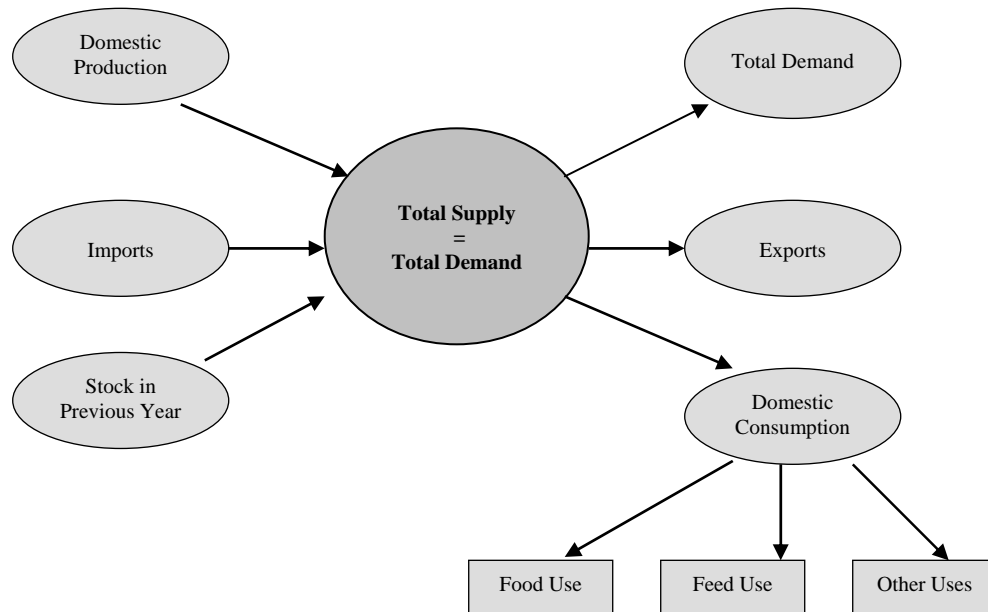 Domestic
Production
Total Demand
Total Supply
=
Total Demand
Imports
Exports
Stock in
Previous Year
Domestic
Consumption
Food Use
Feed Use
Other Uses